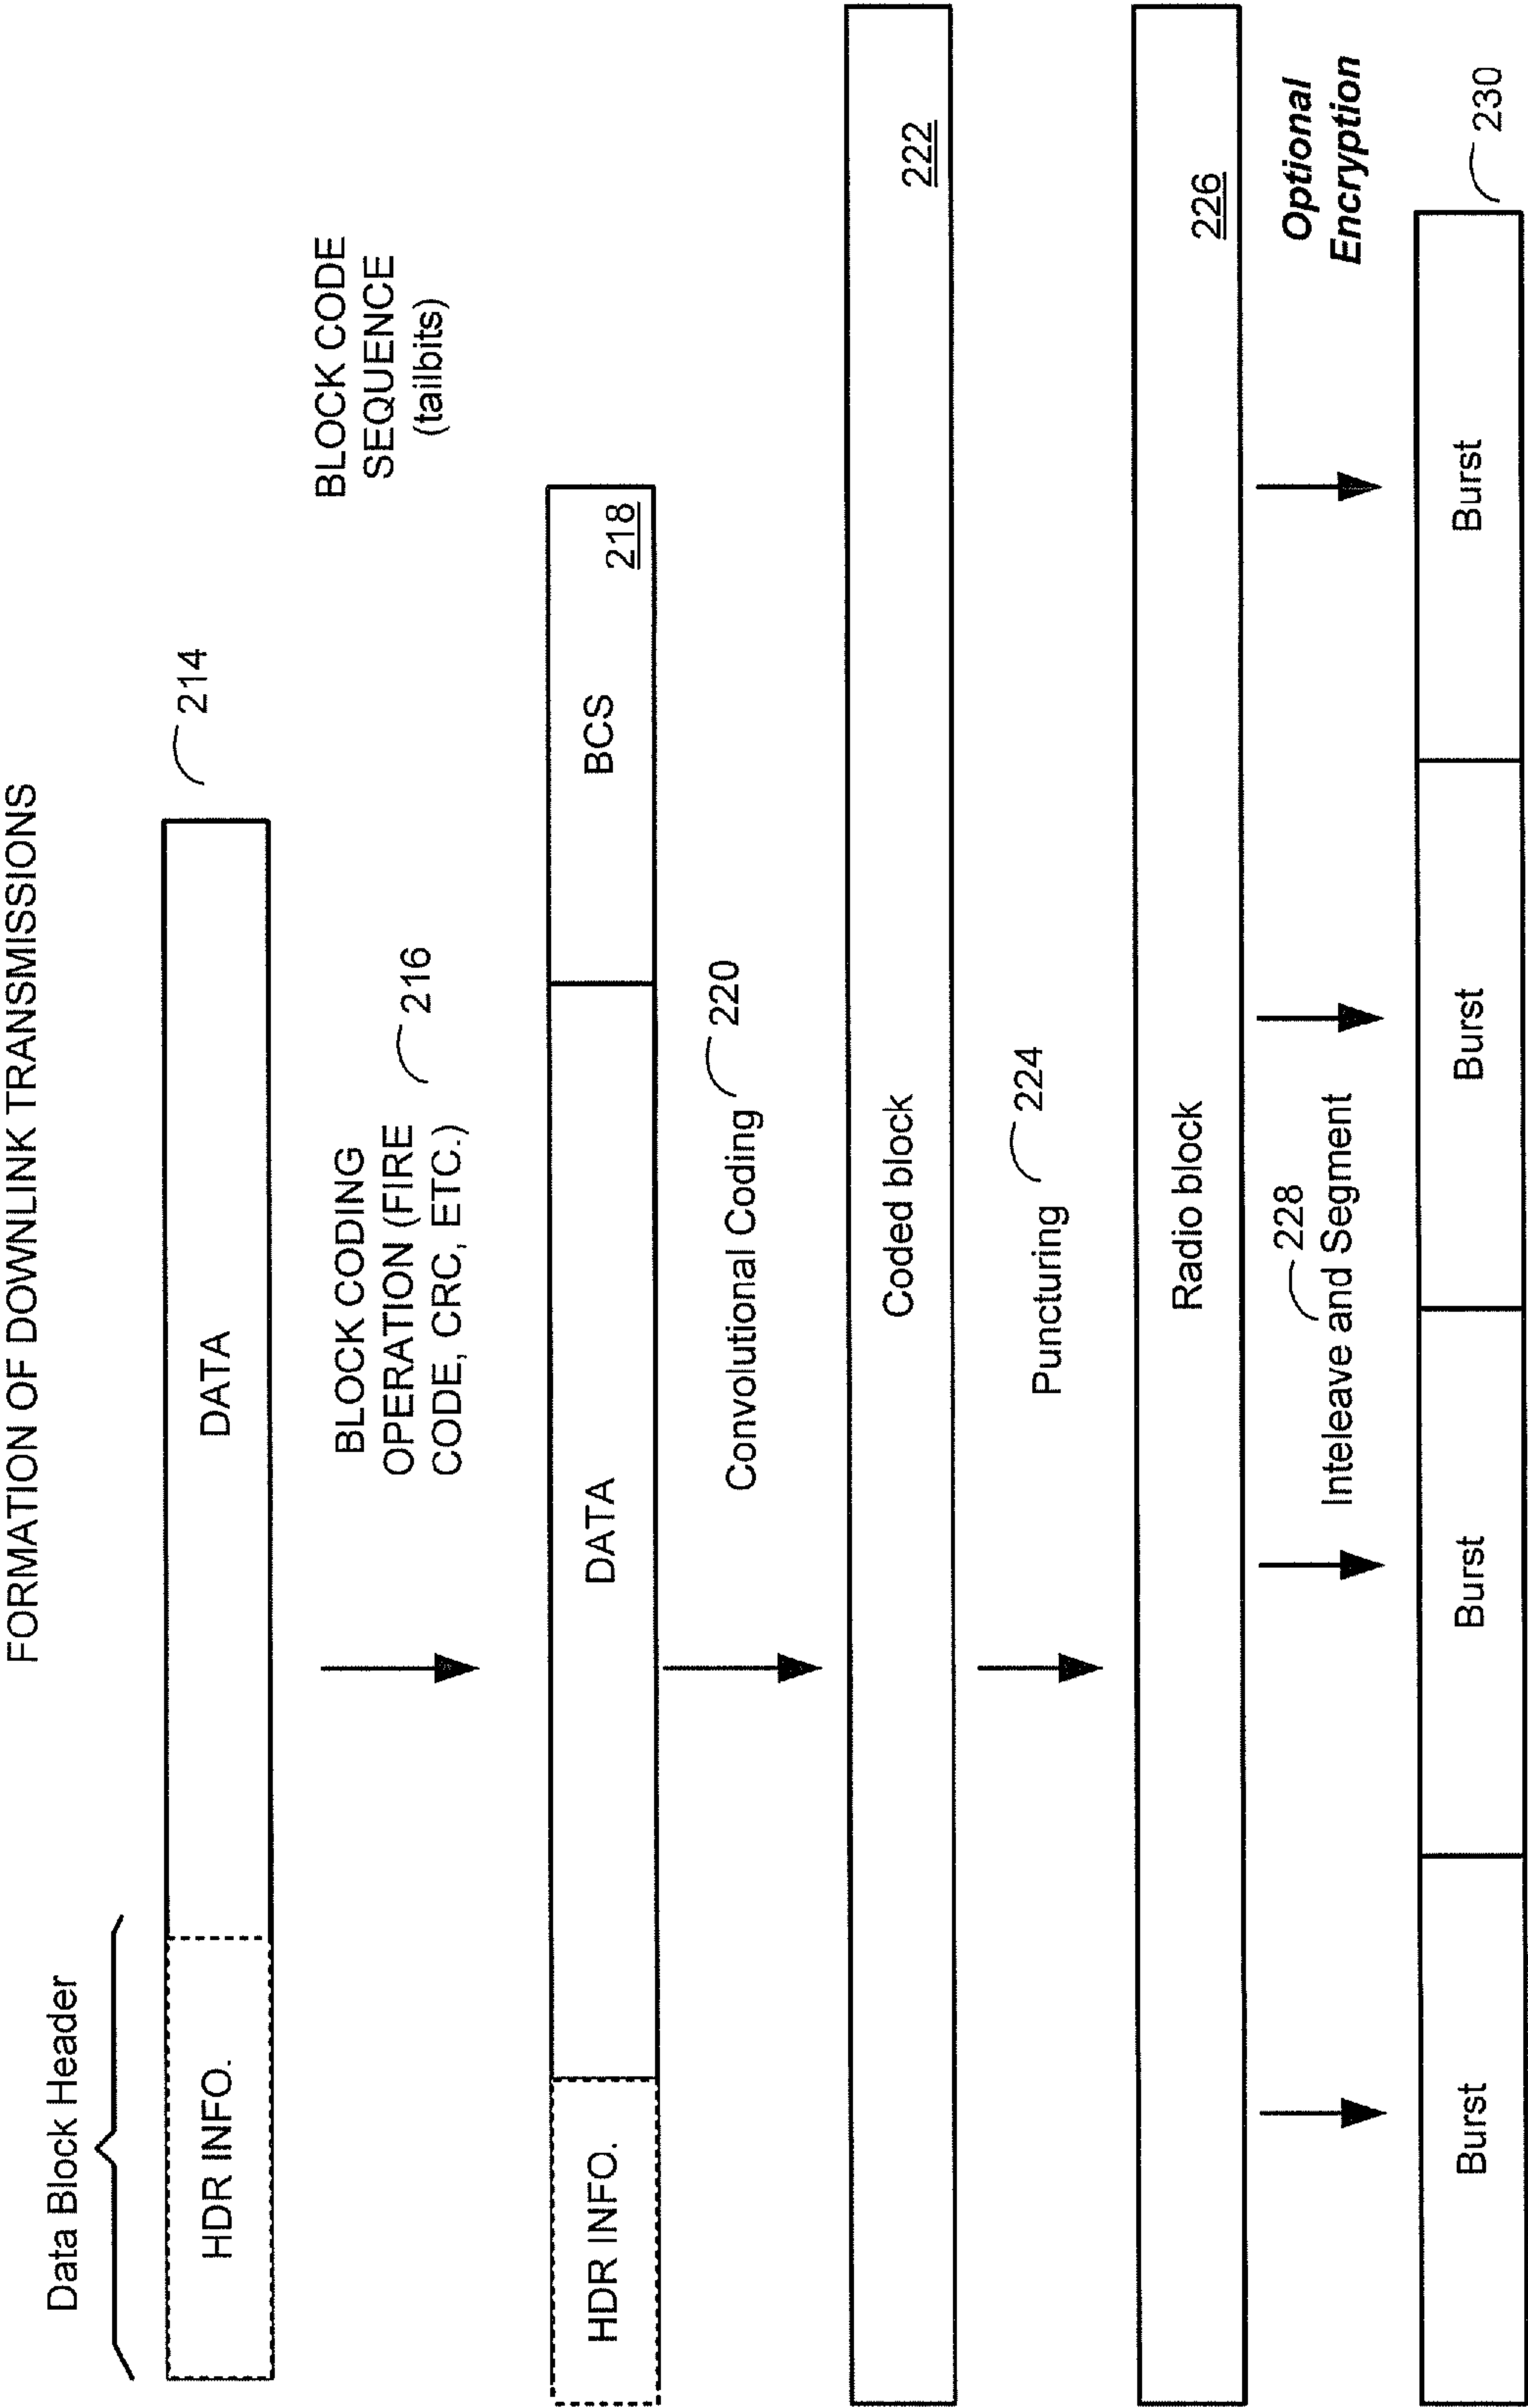 FORMATION OF DOWNLINK TRANSMISSIONS
Data Block Header
HDR INFO.
DATA
214
BLOCK CODING
OPERATION (FIRE
CODE, CRC, ETC.)
216
BLOCK CODE
SEQUENCE
(tailbits)
HDR INFO.
DATA
BCS
218
Convolutional Coding
220
Coded block
222
Puncturing
224
Radio block
226
228
Inteleave and Segment
Optional
Encryption
Burst
Burst
Burst
Burst
230